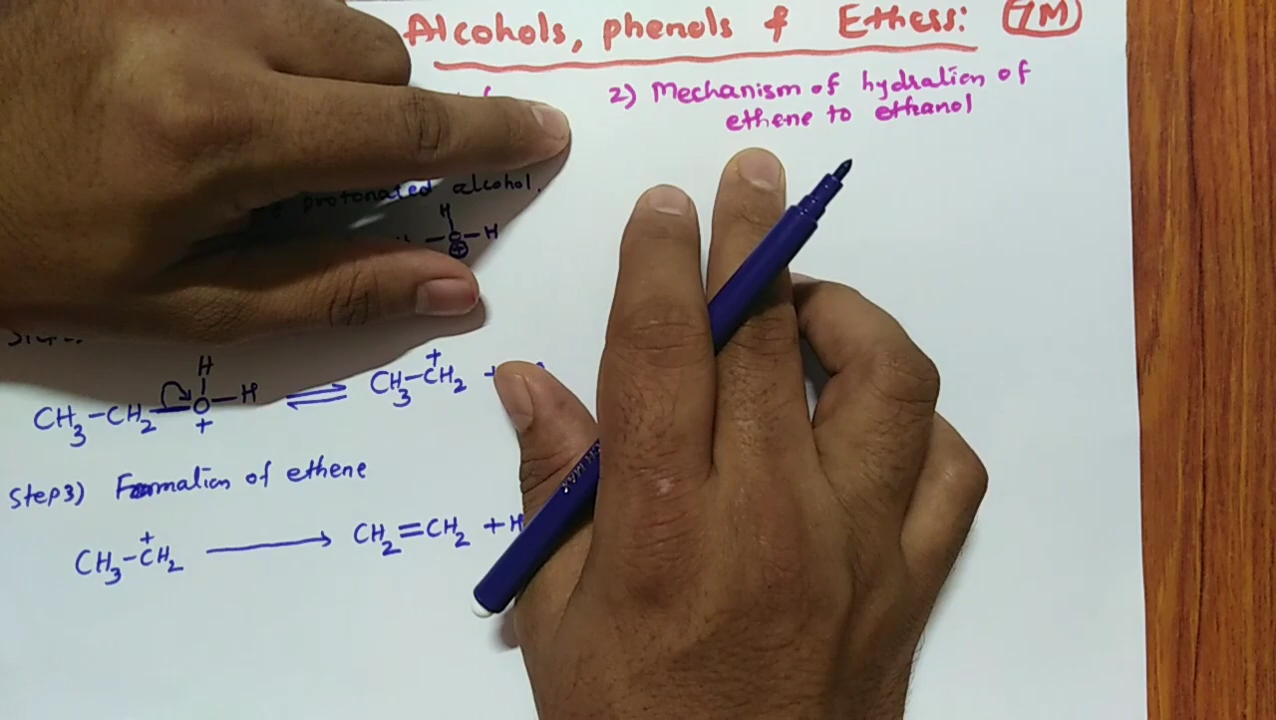 Alcohols, phenols & Ethers: (7M)
protonated alcohol.
H
O—H
⊕
H
CH3-CH2—O—H ⇌ CH3-CH2 +
+ +
Step3) Formation of ethene
CH3-CH2 ⟶ CH2=CH2 + H
+
2) Mechanism of hydration of
ethene to ethanol